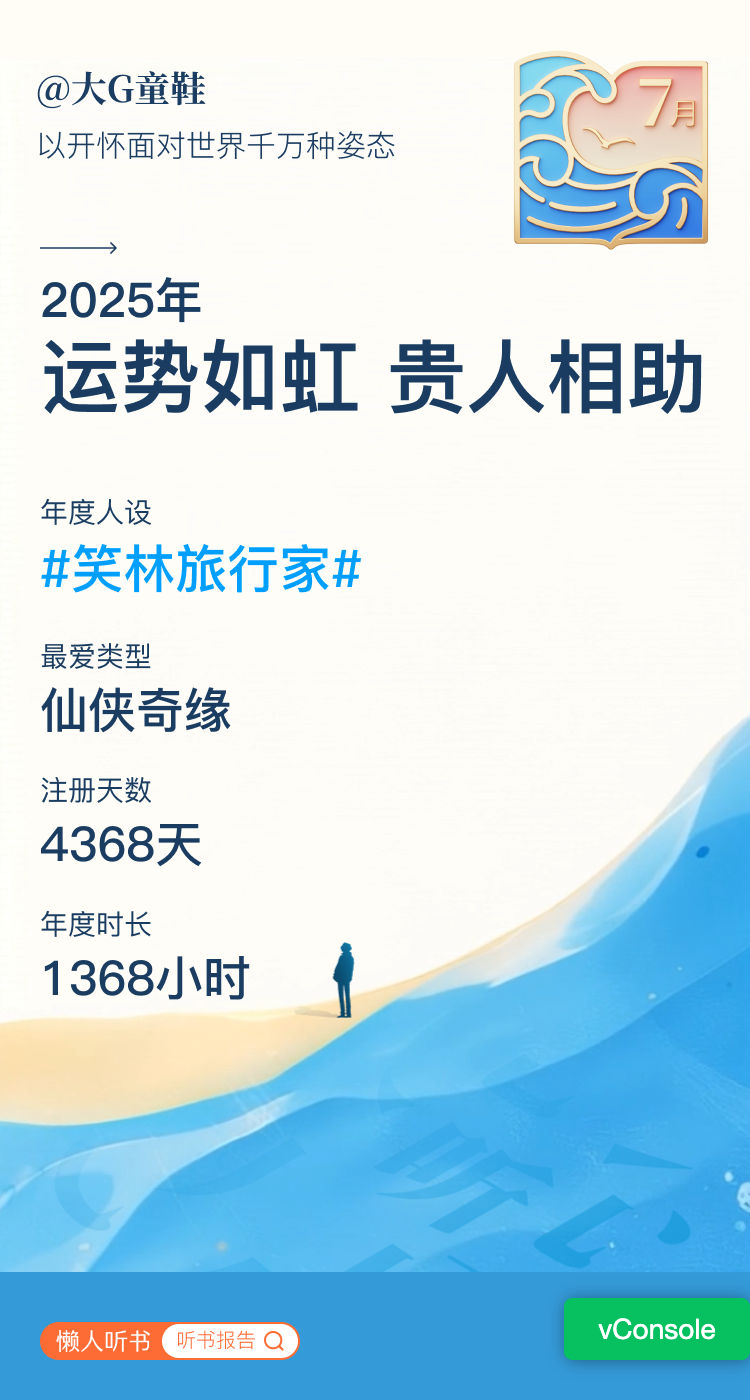 @大G童鞋
以开怀面对世界千万种姿态
7月
2025年
运势如虹 贵人相助
年度人设
#笑林旅行家#
最爱类型
仙侠奇缘
注册天数
4368天
年度时长
1368小时
听心
懒人听书 听书报告
vConsole